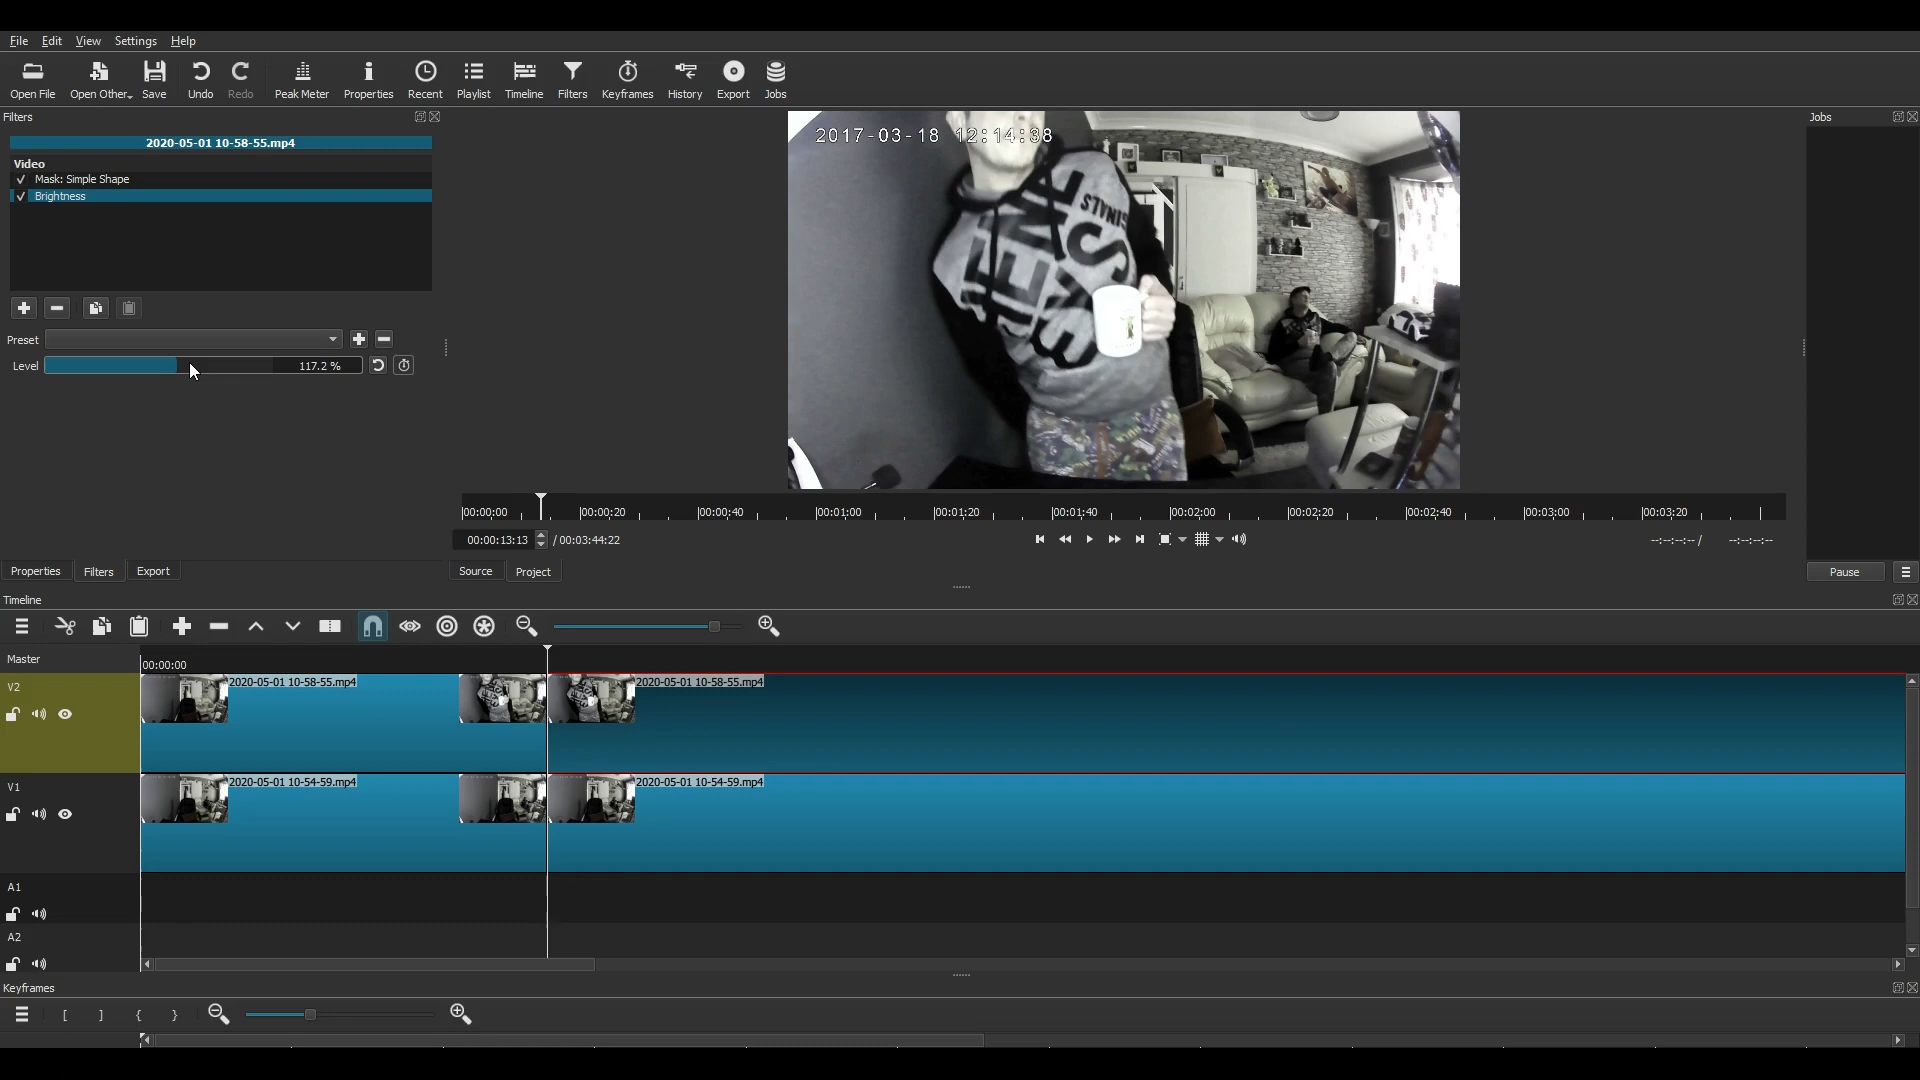 File Edit View Settings Help
Open File Open Other Save Undo Redo Peak Meter Properties Recent Playlist Timeline Filters Keyframes History Export Jobs
Filters
Jobs
2020-05-01 10-58-55.mp4
Video
Mask: Simple Shape
Brightness
Preset
Level 117.2 %
2017-03-18 12:14:38
00:00:00 00:00:20 00:00:40 00:01:00 00:01:20 00:01:40 00:02:00 00:02:20 00:02:40 00:03:00 00:03:20
00:00:13:13 / 00:03:44:22 --:--:--:-- / --:--:--:--
Properties Filters Export Source Project Pause
Timeline
Master 00:00:00
V2 2020-05-01 10-58-55.mp4 2020-05-01 10-58-55.mp4
V1 2020-05-01 10-54-59.mp4 2020-05-01 10-54-59.mp4
A1
A2
Keyframes
[ ] { }